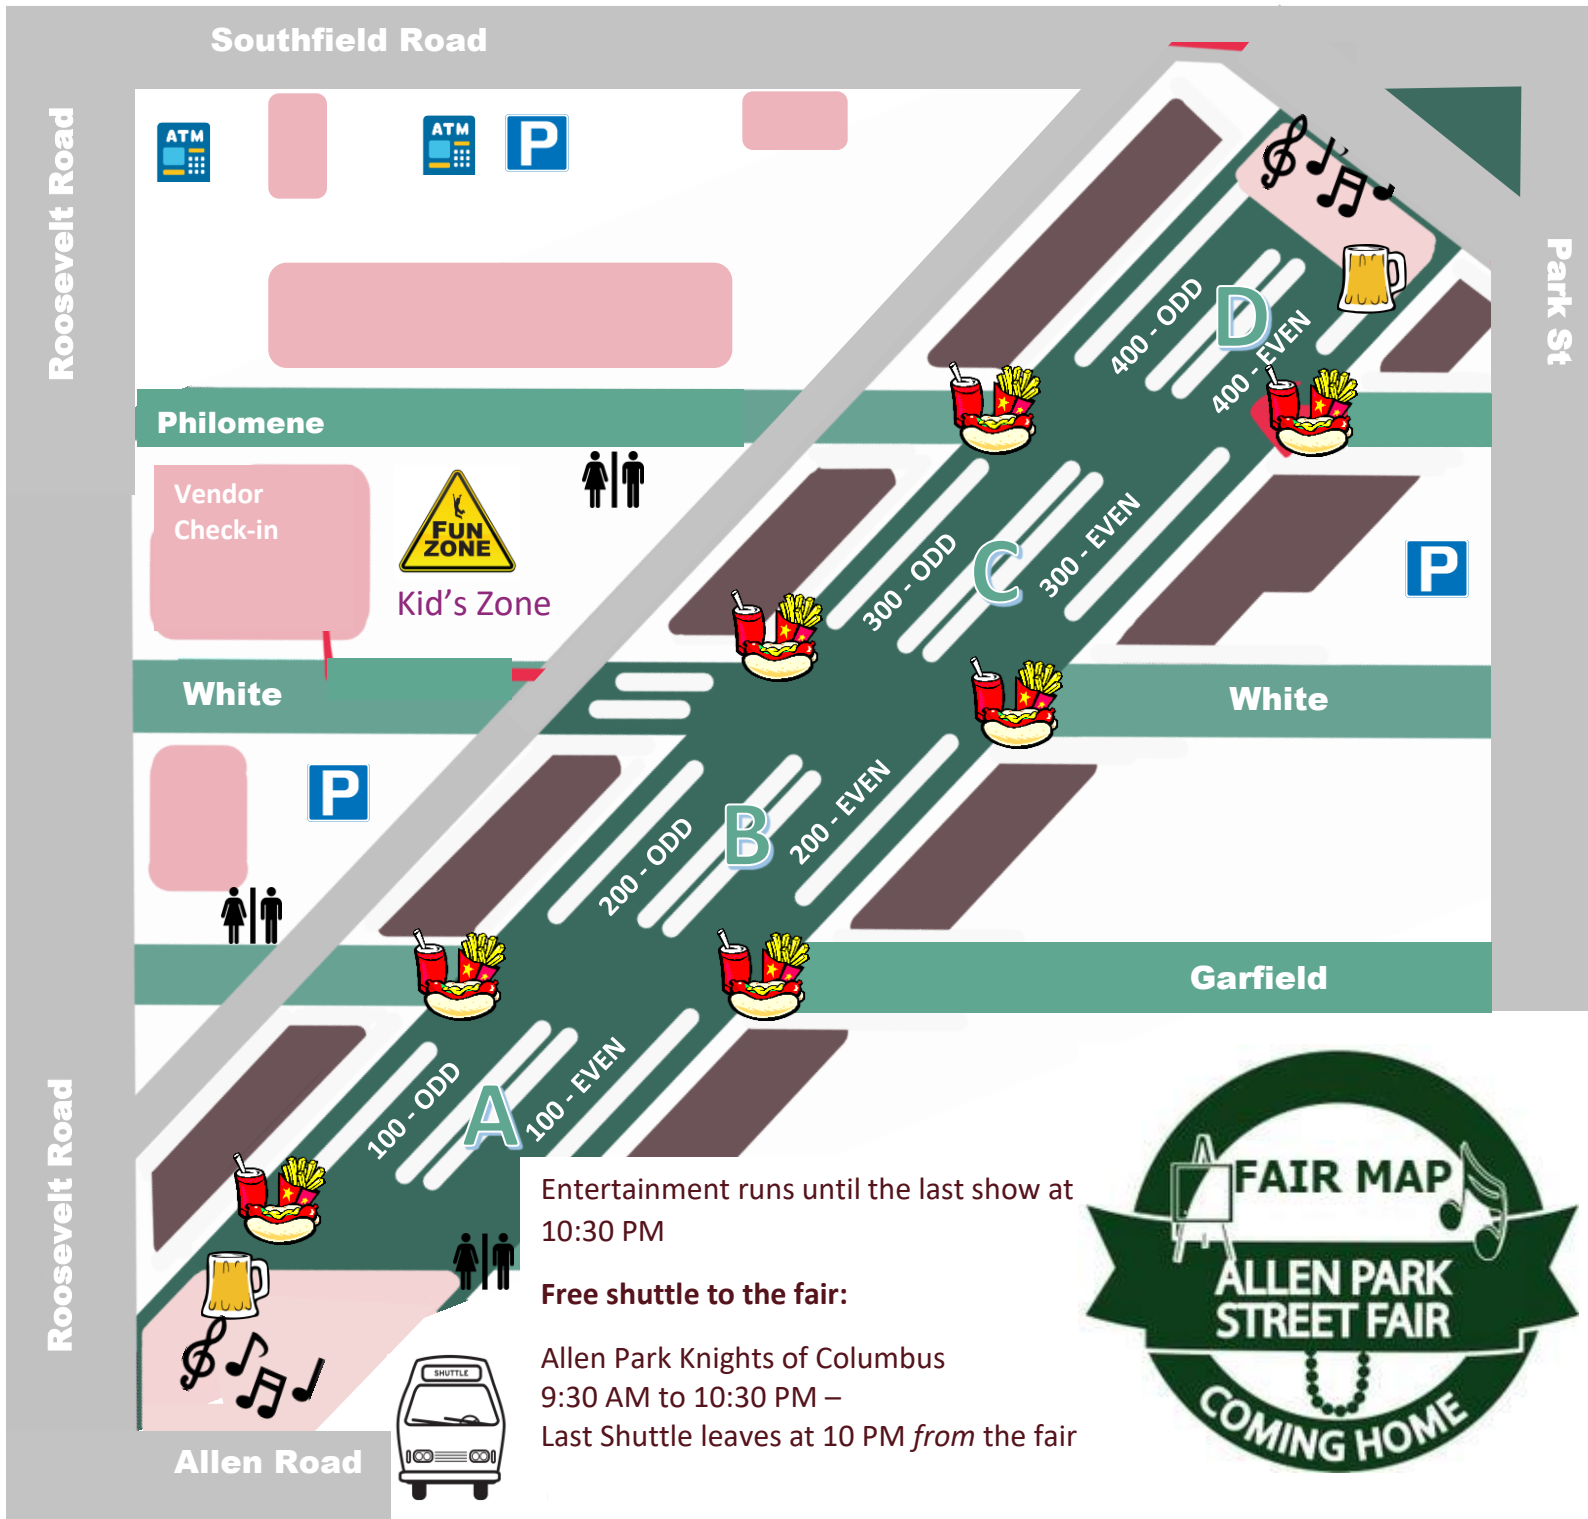 Southfield Road
Roosevelt Road
ATM
ATM
P
Park St
400 - ODD
D
400 - EVEN
Philomene
Vendor
Check-in
FUN
ZONE
Kid's Zone
300 - ODD
C
300 - EVEN
P
White
White
P
200 - ODD
B
200 - EVEN
Garfield
Roosevelt Road
100 - ODD
A
100 - EVEN
Entertainment runs until the last show at
10:30 PM
Free shuttle to the fair:
Allen Park Knights of Columbus
9:30 AM to 10:30 PM –
Last Shuttle leaves at 10 PM from the fair
SHUTTLE
Allen Road
FAIR MAP
ALLEN PARK
STREET FAIR
COMING HOME